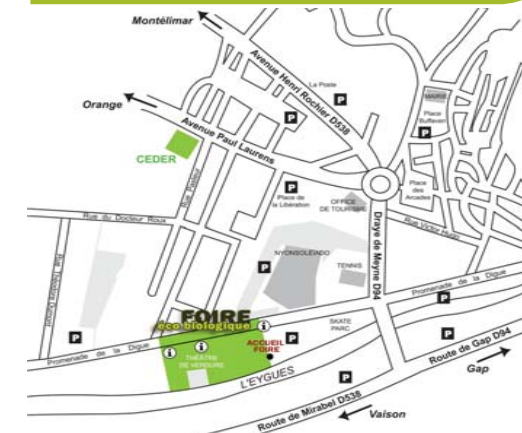 Montélimar
Avenue Henri Rochier D538
La Poste
P
P
MAIRIE
Place
Buffaven
P
Orange
Avenue Paul Laurens
CEDER
Rue Pasteur
P
Place de
la Libération
OFFICE
DE TOURISME
Place
des
Arcades
Rue du Docteur Roux
Draye de Meyne D94
Rue Victor Hugo
NYONSOLEÏADO
TENNIS
P
Promenade de la Digue
P
FOIRE
éco biologique
i
SKATE
PARC
P
P
P
ACCUEIL
FOIRE
i
i
Promenade de la Digue
THÉÂTRE
DE VERDURE
Route de Gap D94
Gap
L'EYGUES
P
Route de Mirabel D538
Vaison